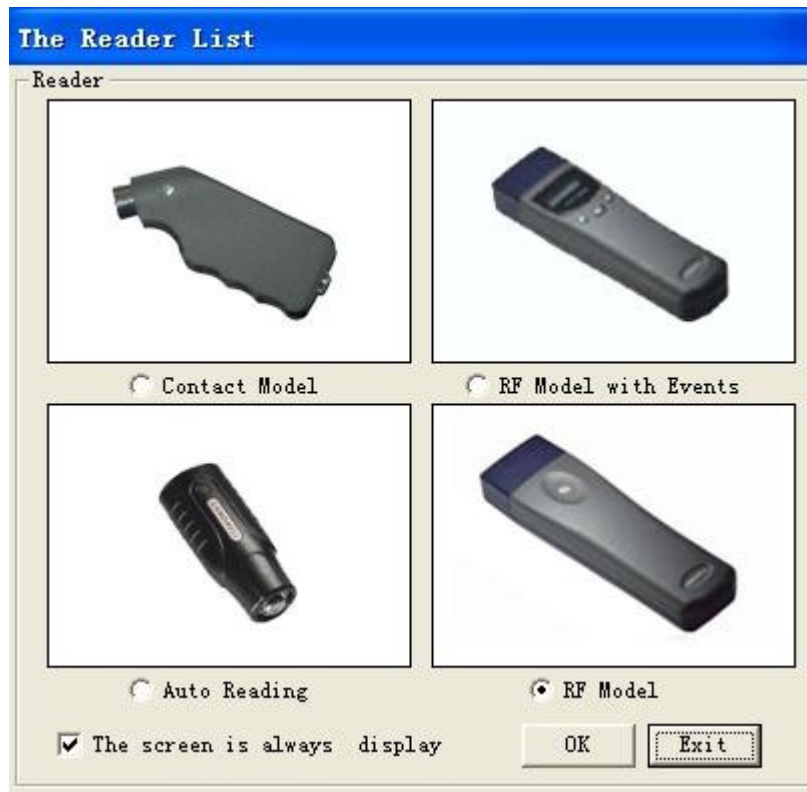 The Reader List
Reader
Contact Model
RF Model with Events
Auto Reading
RF Model
The screen is always display
OK
Exit